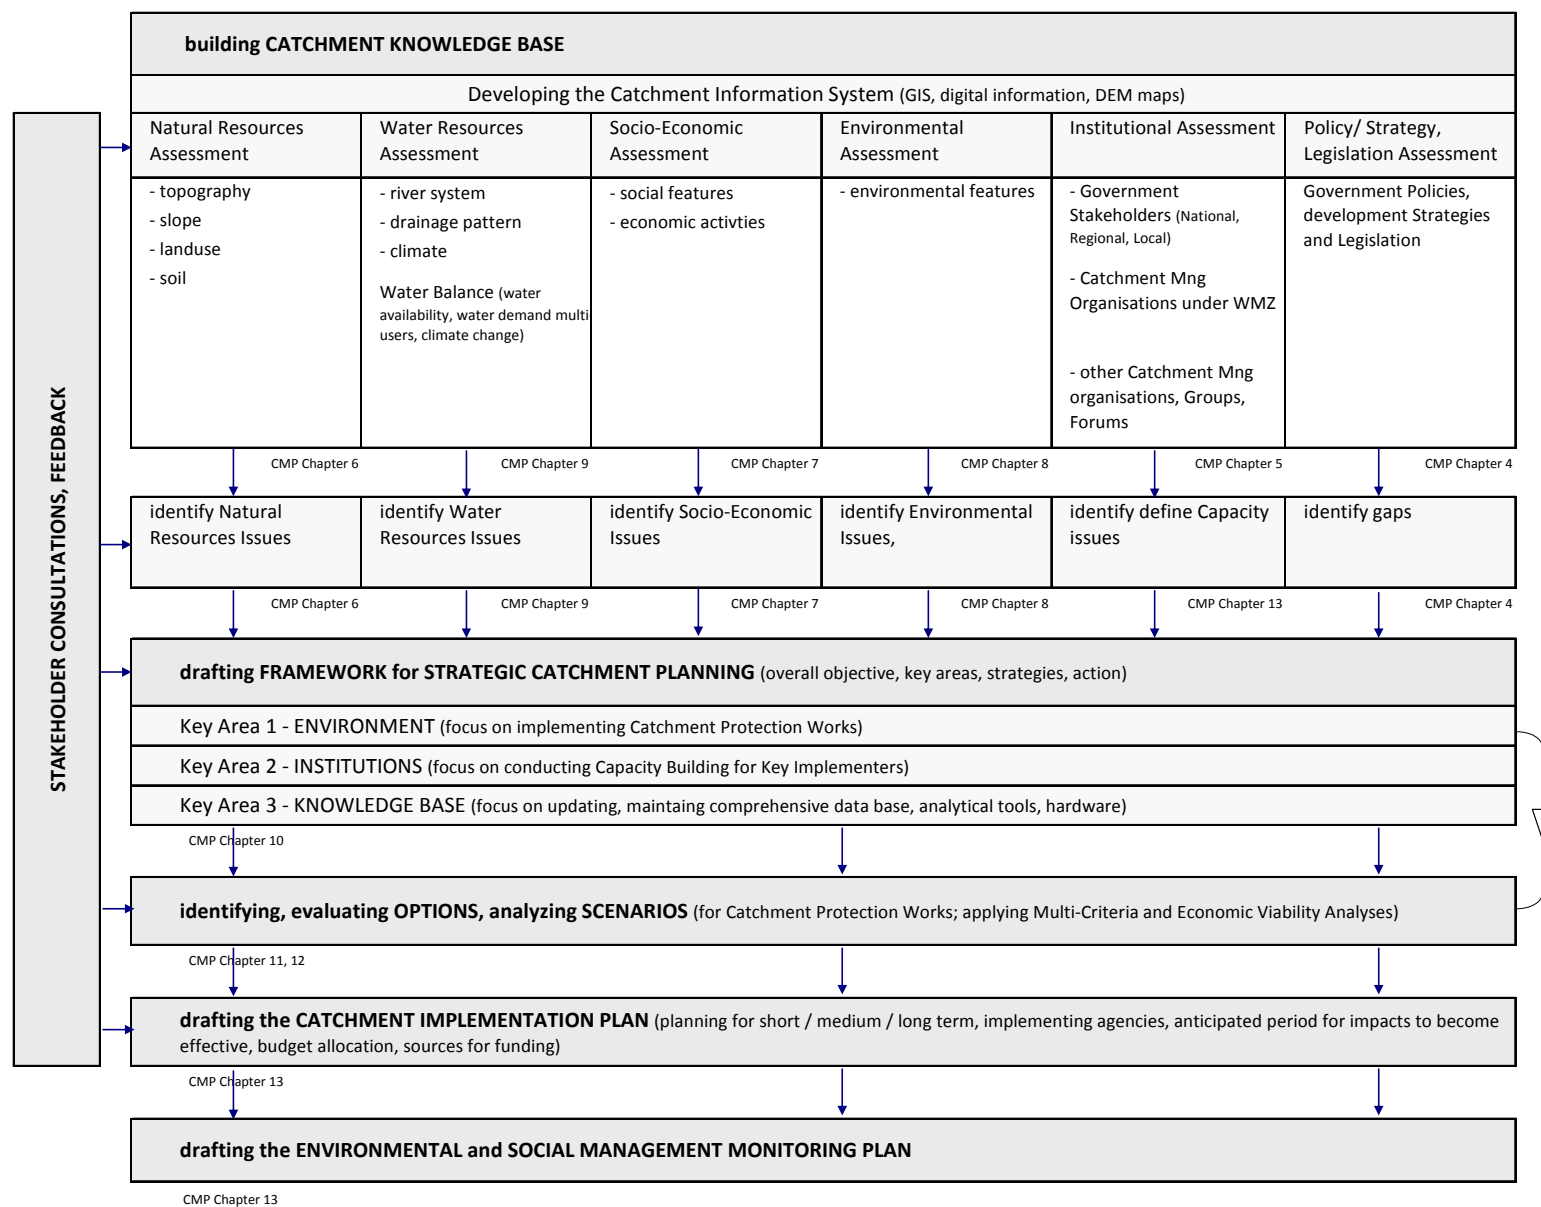 building CATCHMENT KNOWLEDGE BASE
Developing the Catchment Information System (GIS, digital information, DEM maps)
STAKEHOLDER CONSULTATIONS, FEEDBACK
Natural Resources
Assessment
Water Resources
Assessment
Socio-Economic
Assessment
Environmental
Assessment
Institutional Assessment
Policy/ Strategy,
Legislation Assessment
- topography
- slope
- landuse
- soil
- river system
- drainage pattern
- climate
Water Balance (water
availability, water demand multi-
users, climate change)
- social features
- economic activties
- environmental features
- Government
Stakeholders (National,
Regional, Local)
- Catchment Mng
Organisations under WMZ
- other Catchment Mng
organisations, Groups,
Forums
Government Policies,
development Strategies
and Legislation
CMP Chapter 6
CMP Chapter 9
CMP Chapter 7
CMP Chapter 8
CMP Chapter 5
CMP Chapter 4
identify Natural
Resources Issues
identify Water
Resources Issues
identify Socio-Economic
Issues
identify Environmental
Issues,
identify define Capacity
issues
identify gaps
CMP Chapter 6
CMP Chapter 9
CMP Chapter 7
CMP Chapter 8
CMP Chapter 13
CMP Chapter 4
drafting FRAMEWORK for STRATEGIC CATCHMENT PLANNING (overall objective, key areas, strategies, action)
Key Area 1 - ENVIRONMENT (focus on implementing Catchment Protection Works)
Key Area 2 - INSTITUTIONS (focus on conducting Capacity Building for Key Implementers)
Key Area 3 - KNOWLEDGE BASE (focus on updating, maintaing comprehensive data base, analytical tools, hardware)
CMP Chapter 10
identifying, evaluating OPTIONS, analyzing SCENARIOS (for Catchment Protection Works; applying Multi-Criteria and Economic Viability Analyses)
CMP Chapter 11, 12
drafting the CATCHMENT IMPLEMENTATION PLAN (planning for short / medium / long term, implementing agencies, anticipated period for impacts to become
effective, budget allocation, sources for funding)
CMP Chapter 13
drafting the ENVIRONMENTAL and SOCIAL MANAGEMENT MONITORING PLAN
CMP Chapter 13